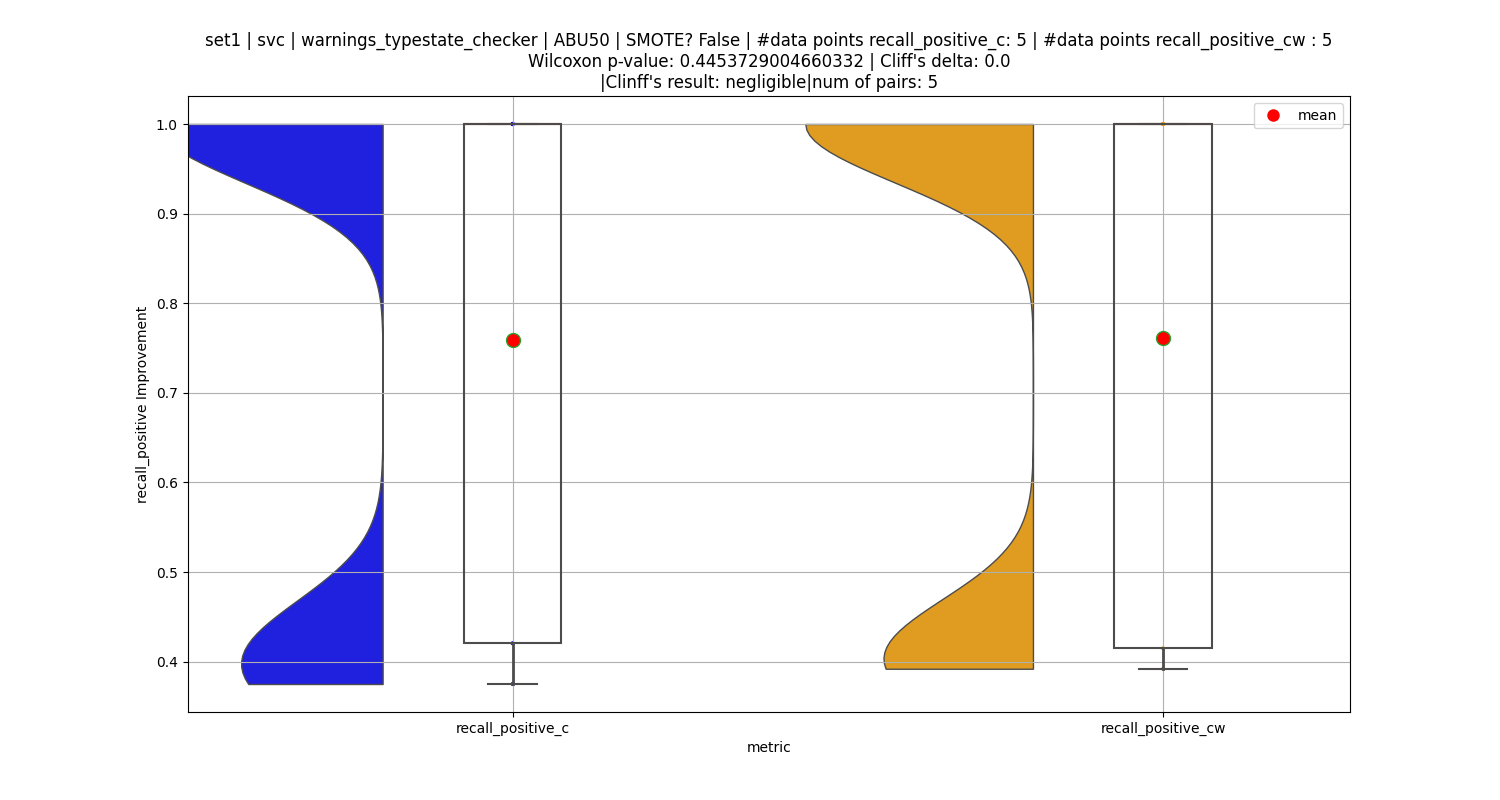 set1 | svc | warnings_typestate_checker | ABU50 | SMOTE? False | #data points recall_positive_c: 5 | #data points recall_positive_cw : 5
Wilcoxon p-value: 0.4453729004660332 | Cliff's delta: 0.0
|Clinff's result: negligible|num of pairs: 5
mean
1.0
0.9
0.8
0.7
0.6
0.5
0.4
recall_positive Improvement
recall_positive_c
recall_positive_cw
metric